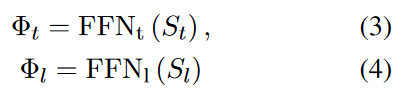 Φ_t = FFN_t (S_t) , (3)
Φ_l = FFN_l (S_l) (4)